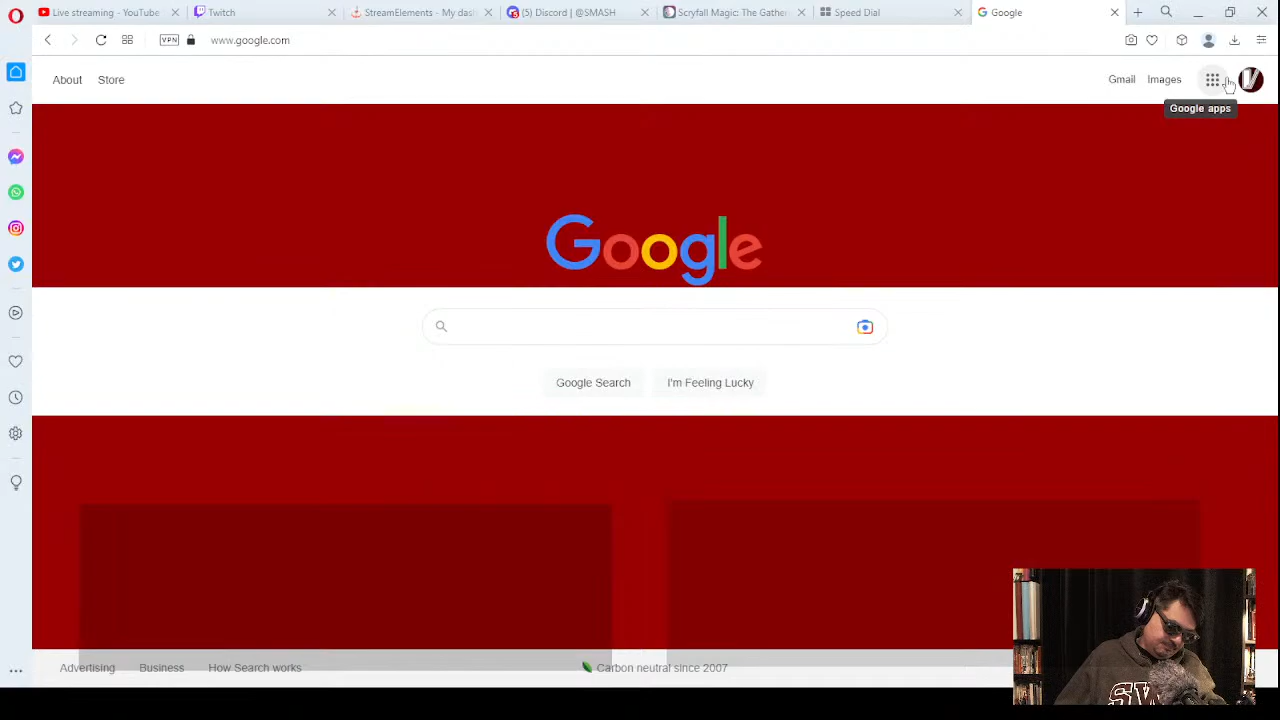 Live streaming - YouTube
Twitch
StreamElements - My das
(5) Discord | @SMASH
Scryfall Magic: The Gather
Speed Dial
Google
VPN
www.google.com
About
Store
Gmail
Images
Google apps
Google
Google Search
I'm Feeling Lucky
Advertising
Business
How Search works
Carbon neutral since 2007
SW